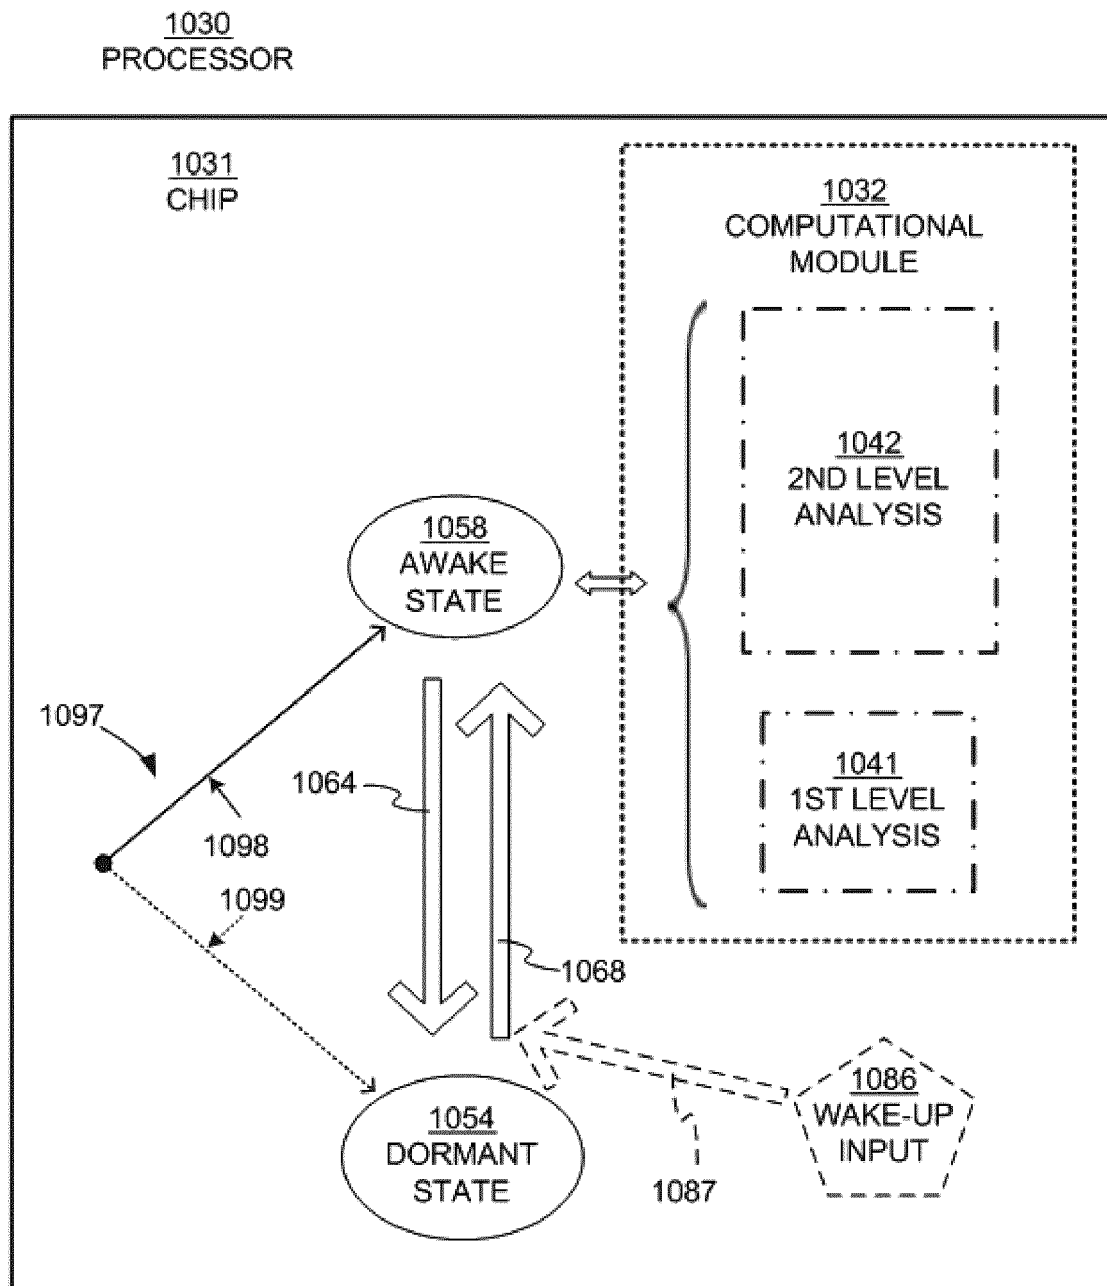 1030
PROCESSOR
1031
CHIP
1032
COMPUTATIONAL
MODULE
1042
2ND LEVEL
ANALYSIS
1058
AWAKE
STATE
1097
1064
1041
1ST LEVEL
ANALYSIS
1098
1099
1068
1086
WAKE-UP
INPUT
1054
DORMANT
STATE
1087